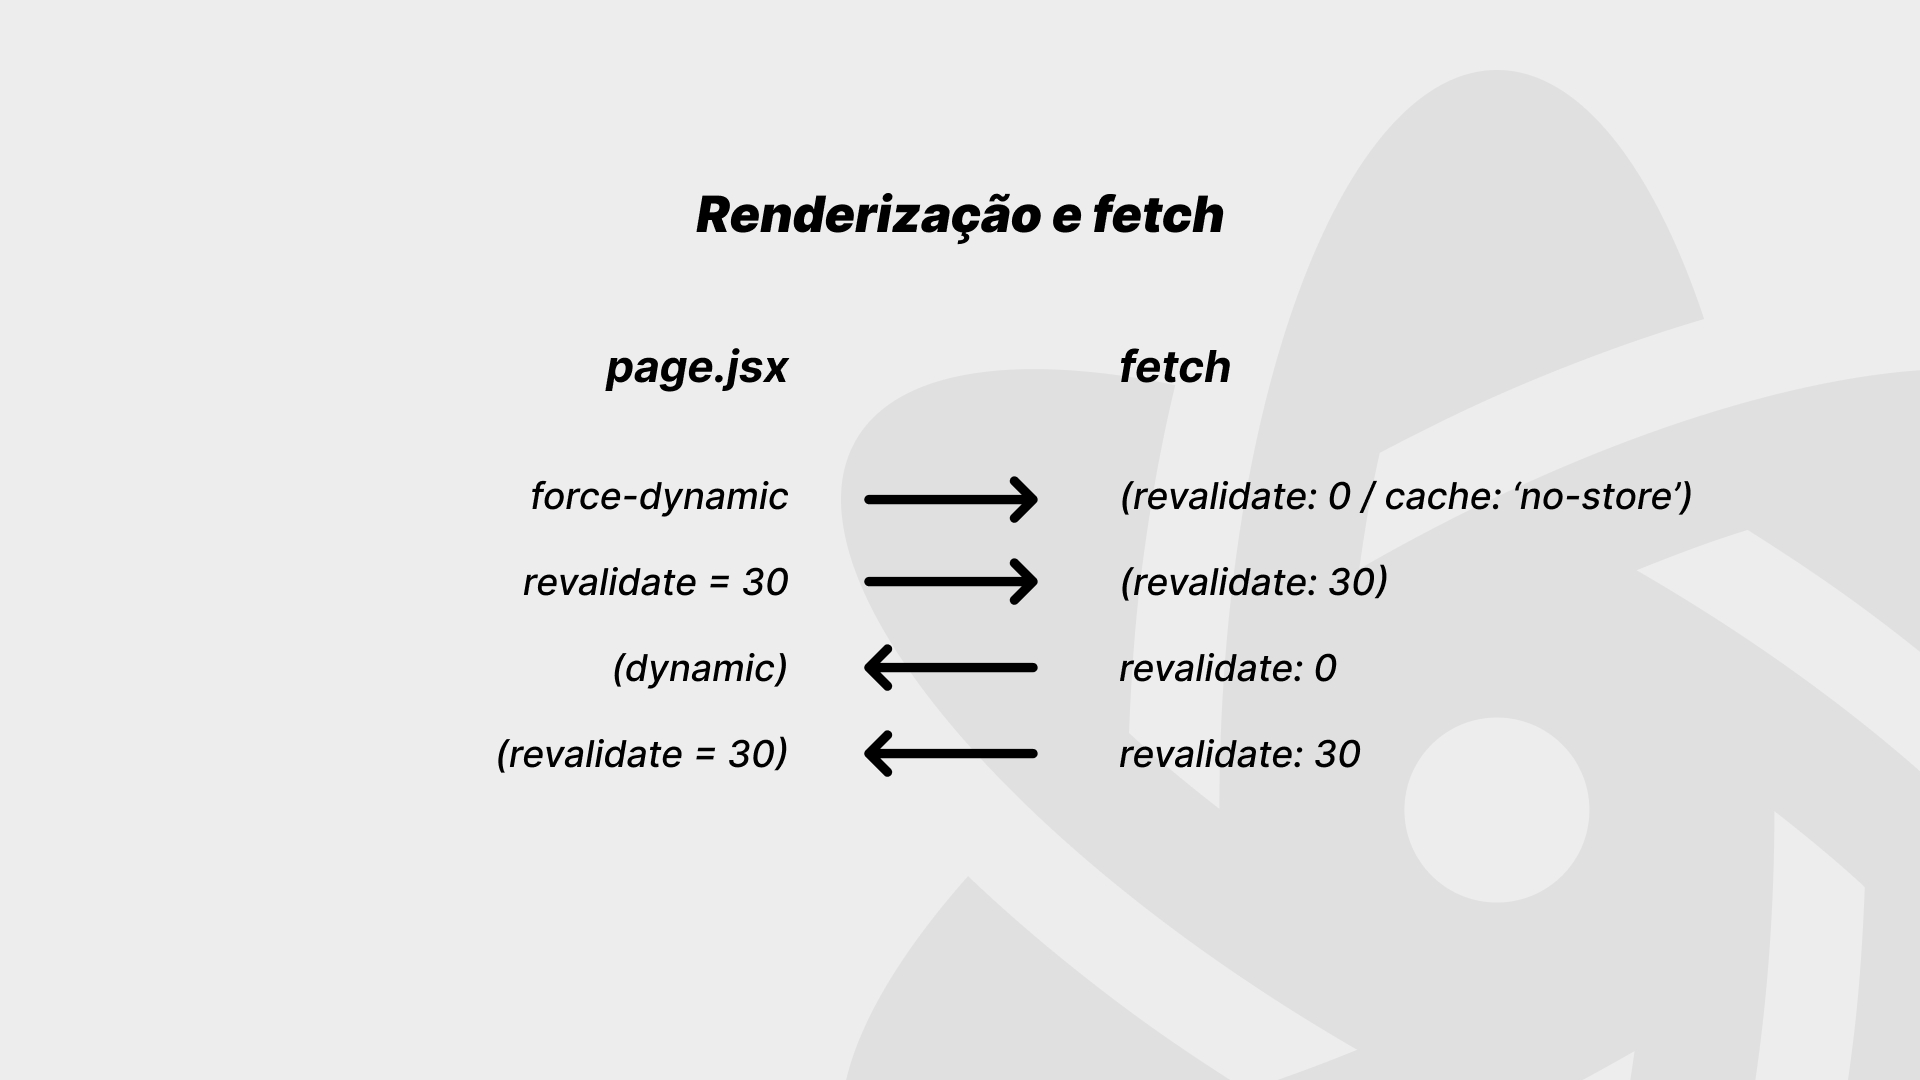 Renderização e fetch
page.jsx fetch
force-dynamic (revalidate: 0 / cache: ‘no-store’)
revalidate = 30 (revalidate: 30)
(dynamic) revalidate: 0
(revalidate = 30) revalidate: 30